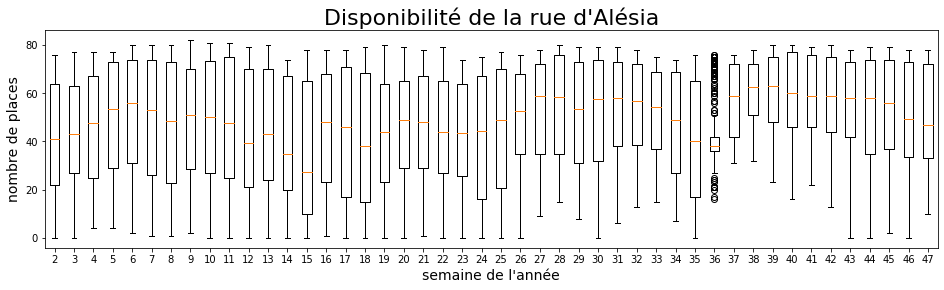 Disponibilité de la rue d'Alésia
nombre de places
80
60
40
20
0
2 3 4 5 6 7 8 9 10 11 12 13 14 15 16 17 18 19 20 21 22 23 24 25 26 27 28 29 30 31 32 33 34 35 36 37 38 39 40 41 42 43 44 45 46 47
semaine de l'année